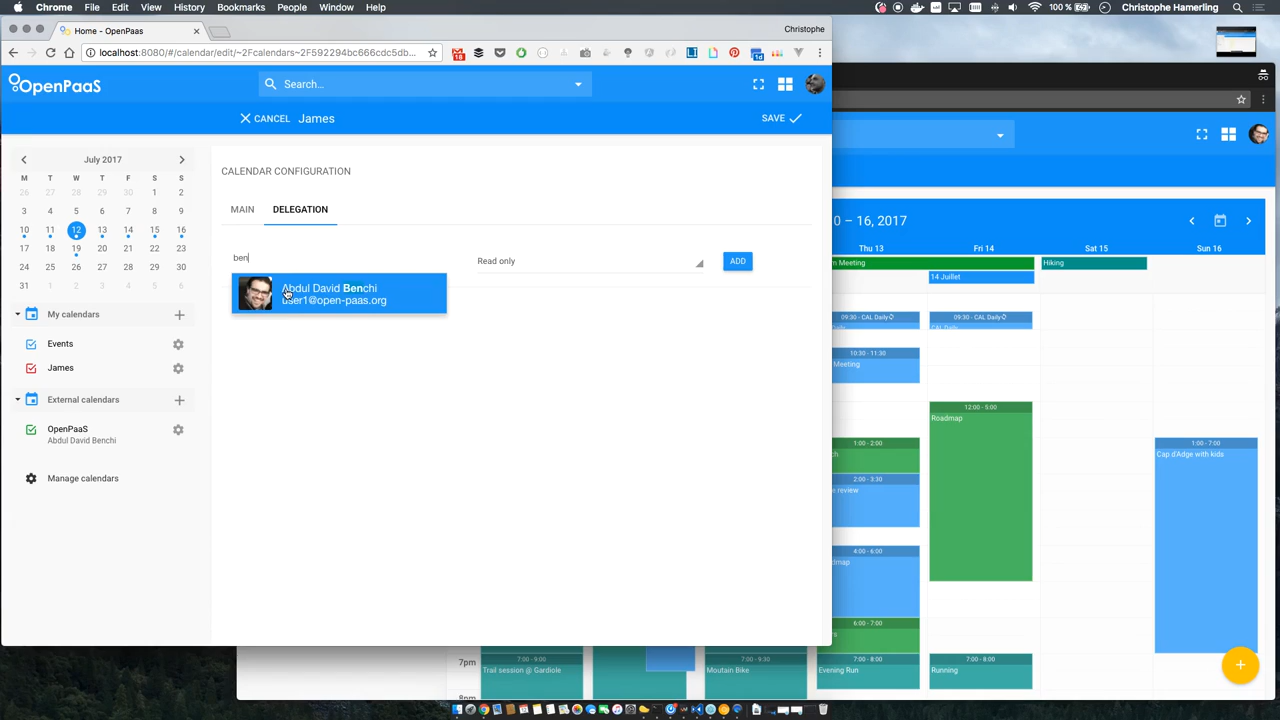 Chrome File Edit View History Bookmarks People Window Help
100 % Christophe Hamerling
Home - OpenPaas
Christophe
localhost:8080/#/calendar/edit/~2Fcalendars~2F592294bc666cdc5db...
18
1d
OpenPaaS
Search...
CANCEL James
SAVE
July 2017
M T W T F S S
26 27 28 29 30 1 2
3 4 5 6 7 8 9
10 11 12 13 14 15 16
17 18 19 20 21 22 23
24 25 26 27 28 29 30
31 1 2 3 4 5 6
My calendars
Events
James
External calendars
OpenPaaS
Abdul David Benchi
Manage calendars
CALENDAR CONFIGURATION
MAIN DELEGATION
ben
Read only
ADD
Abdul David Benchi
user1@open-paas.org
0 – 16, 2017
Thu 13 Fri 14 Sat 15 Sun 16
Meeting
Hiking
14 Juillet
09:30 - CAL Daily
09:30 - CAL Daily
CAL Daily
10:30 - 11:30
Meeting
12:00 - 5:00
Roadmap
1:00 - 2:00
1:00 - 7:00
Cap d'Agde with kids
2:00 - 3:30
review
4:00 - 6:00
6:00 - 7:00
7pm
7:00 - 9:00
Trail session @ Gardiole
7:00 - 9:30
Moutain Bike
7:00 - 8:00
Evening Run
7:00 - 8:00
Running
8pm
+